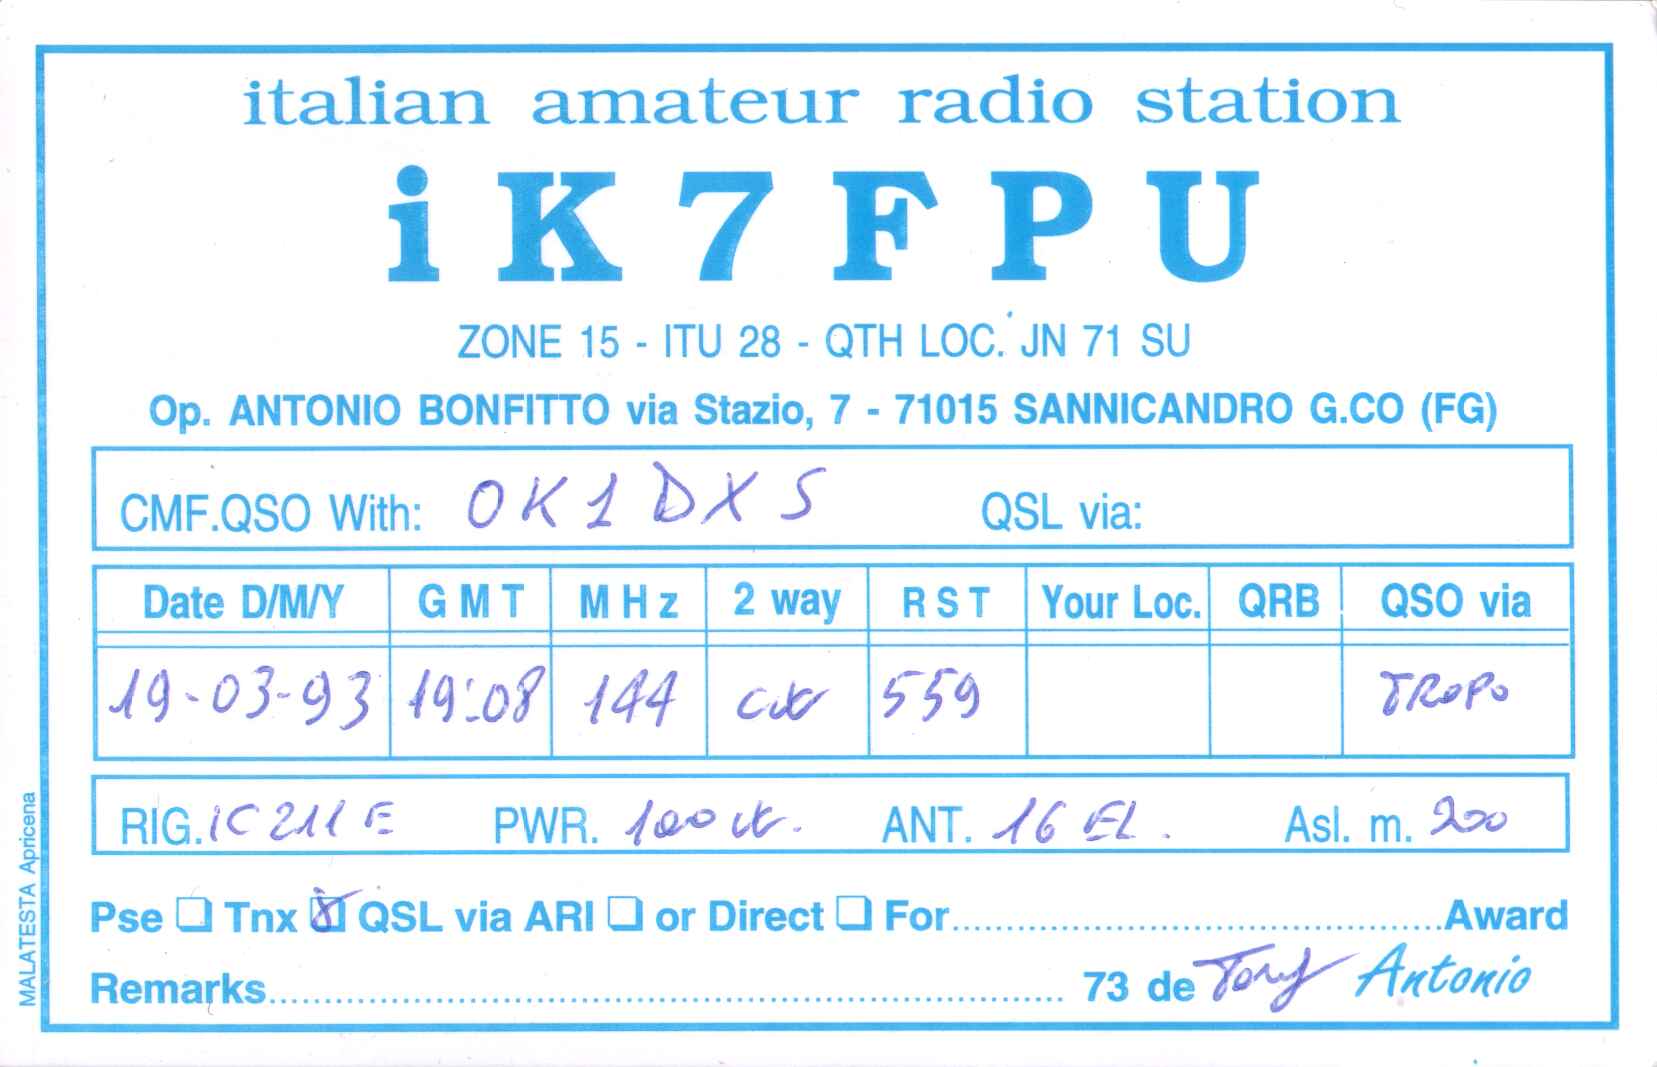 italian amateur radio station
iK7FPU
ZONE 15 - ITU 28 - QTH LOC. JN 71 SU
Op. ANTONIO BONFITTO via Stazio, 7 - 71015 SANNICANDRO G.CO (FG)
CMF.QSO With: OK1DXS QSL via:
Date D/M/Y GMT MHz 2 way RST Your Loc. QRB QSO via
19-03-93 19:08 144 cw 559 TROPO
RIG. IC 211 E PWR. 100 w. ANT. 16 EL. Asl. m. 200
Pse Tnx QSL via ARI or Direct For Award
Remarks 73 de Tony Antonio
MALATESTA Apricena